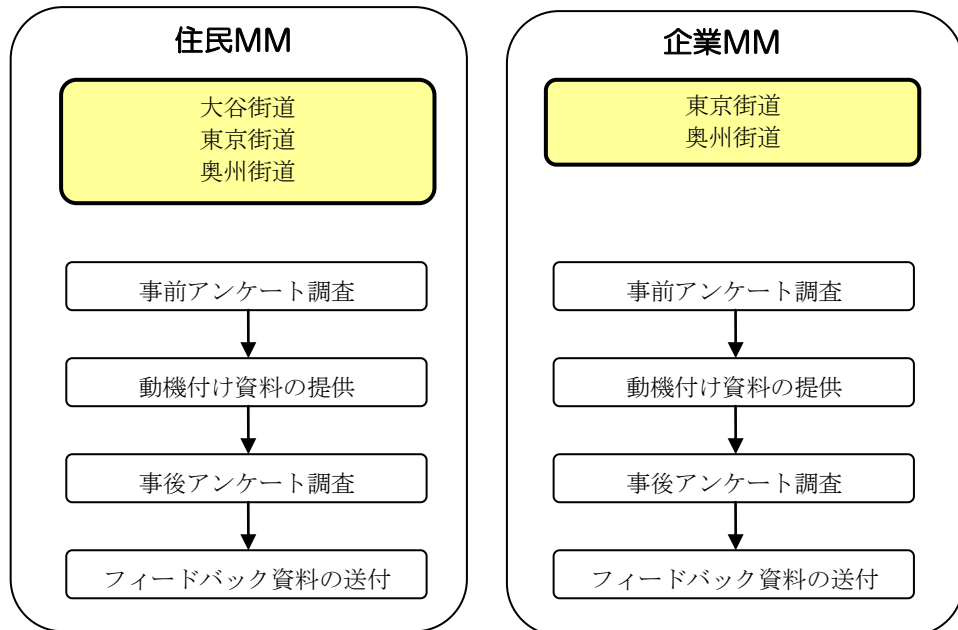 住民MM
大谷街道
東京街道
奥州街道
事前アンケート調査
動機付け資料の提供
事後アンケート調査
フィードバック資料の送付
企業MM
東京街道
奥州街道
事前アンケート調査
動機付け資料の提供
事後アンケート調査
フィードバック資料の送付